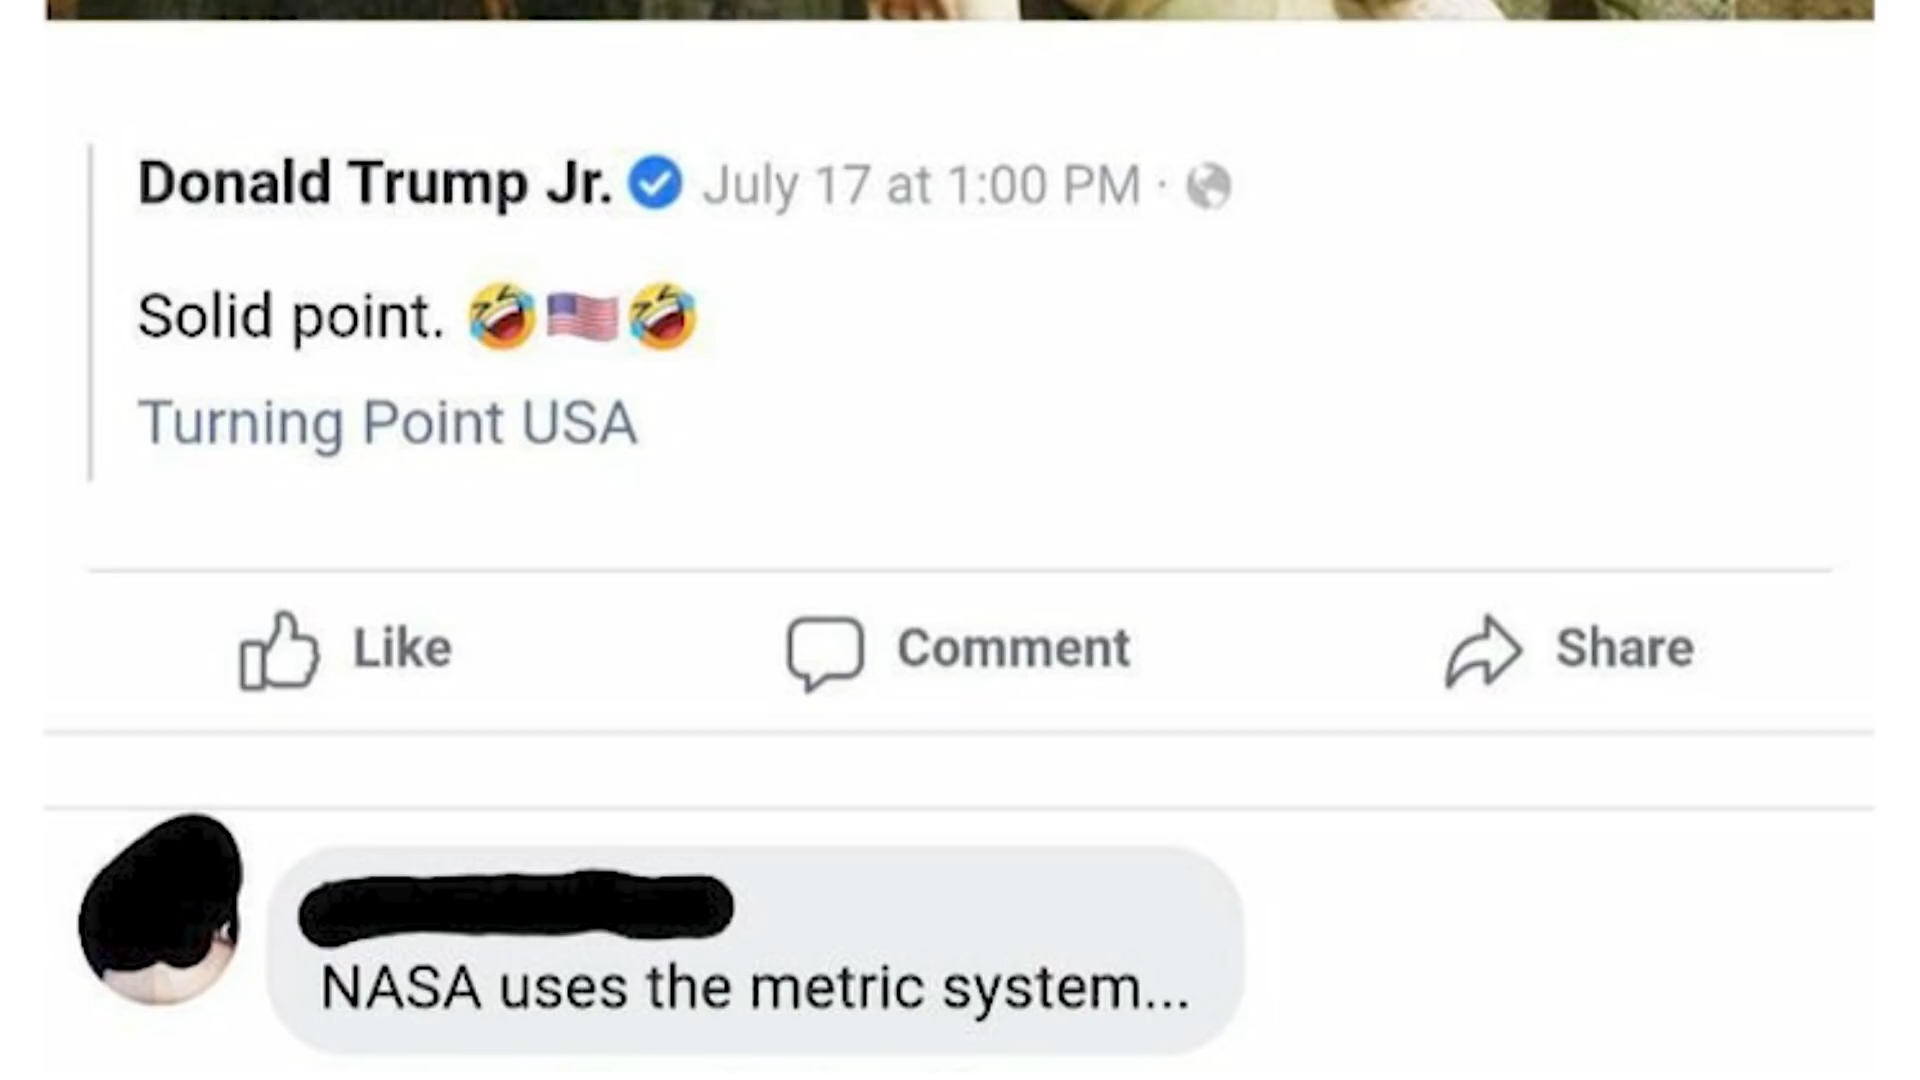 Donald Trump Jr. July 17 at 1:00 PM ·
Solid point. 🤣🇺🇸🤣
Turning Point USA
Like Comment Share
NASA uses the metric system...